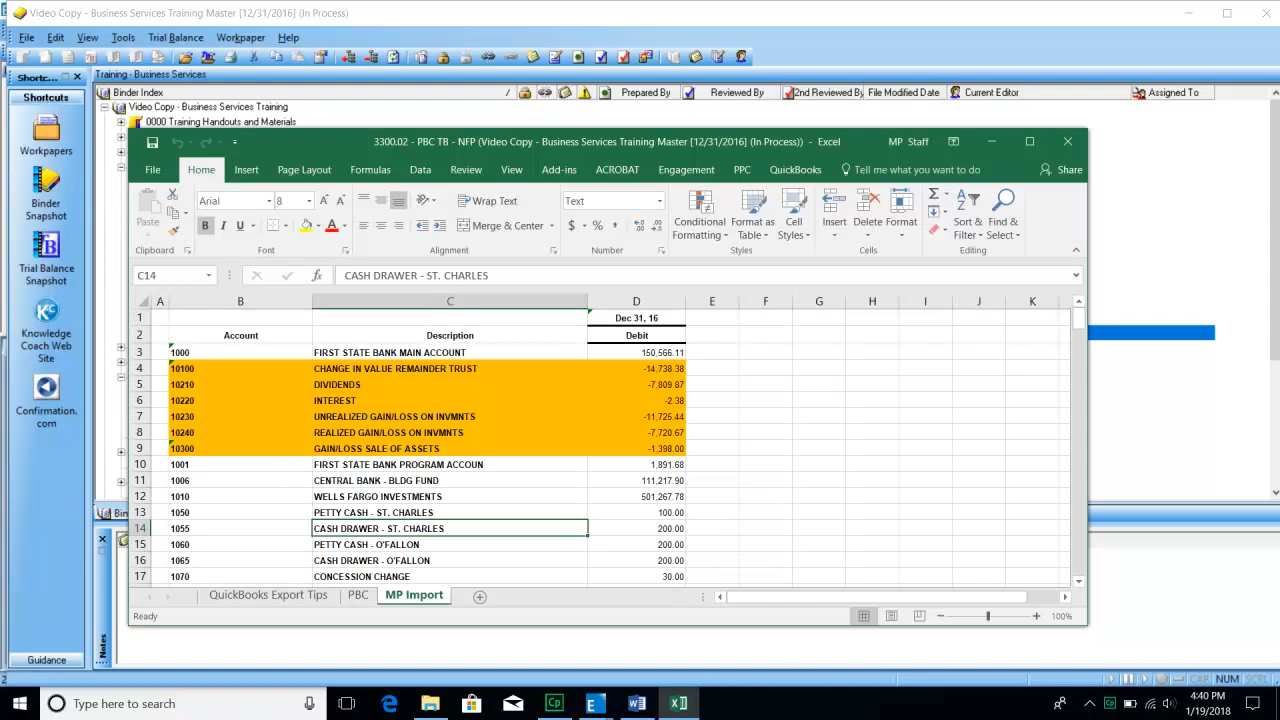 Video Copy - Business Services Training Master [12/31/2016] (In Process)
File Edit View Tools Trial Balance Workpaper Help
Shortc...
Training - Business Services
Shortcuts
Binder Index / Prepared By Reviewed By 2nd Reviewed By File Modified Date Current Editor Assigned To
Video Copy - Business Services Training
0000 Training Handouts and Materials
Workpapers
Binder
Snapshot
Trial Balance
Snapshot
Knowledge
Coach Web
Site
Confirmation.
com
Guidance
3300.02 - PBC TB - NFP (Video Copy - Business Services Training Master [12/31/2016] (In Process)) - Excel MP Staff
File Home Insert Page Layout Formulas Data Review View Add-ins ACROBAT Engagement PPC QuickBooks Tell me what you want to do Share
Paste Arial 8 Wrap Text Text Conditional Formatting Format as Table Cell Styles Insert Delete Format Sort & Filter Find & Select
B I U Merge & Center $ % ,
Clipboard Font Alignment Number Styles Cells Editing
C14 fx CASH DRAWER - ST. CHARLES
A B C D E F G H I J K
1 Dec 31, 16
2 Account Description Debit
3 1000 FIRST STATE BANK MAIN ACCOUNT 150,566.11
4 10100 CHANGE IN VALUE REMAINDER TRUST -14,738.38
5 10210 DIVIDENDS -7,809.87
6 10220 INTEREST -2.38
7 10230 UNREALIZED GAIN/LOSS ON INVMNTS -11,725.44
8 10240 REALIZED GAIN/LOSS ON INVMNTS -7,720.67
9 10300 GAIN/LOSS SALE OF ASSETS -1,398.00
10 1001 FIRST STATE BANK PROGRAM ACCOUN 1,891.68
11 1006 CENTRAL BANK - BLDG FUND 111,217.90
12 1010 WELLS FARGO INVESTMENTS 501,267.78
13 1050 PETTY CASH - ST. CHARLES 100.00
14 1055 CASH DRAWER - ST. CHARLES 200.00
15 1060 PETTY CASH - O'FALLON 200.00
16 1065 CASH DRAWER - O'FALLON 200.00
17 1070 CONCESSION CHANGE 30.00
QuickBooks Export Tips PBC MP Import
Ready 100%
Bin
Notes
CAP NUM SCRL
Type here to search
4:40 PM
1/19/2018